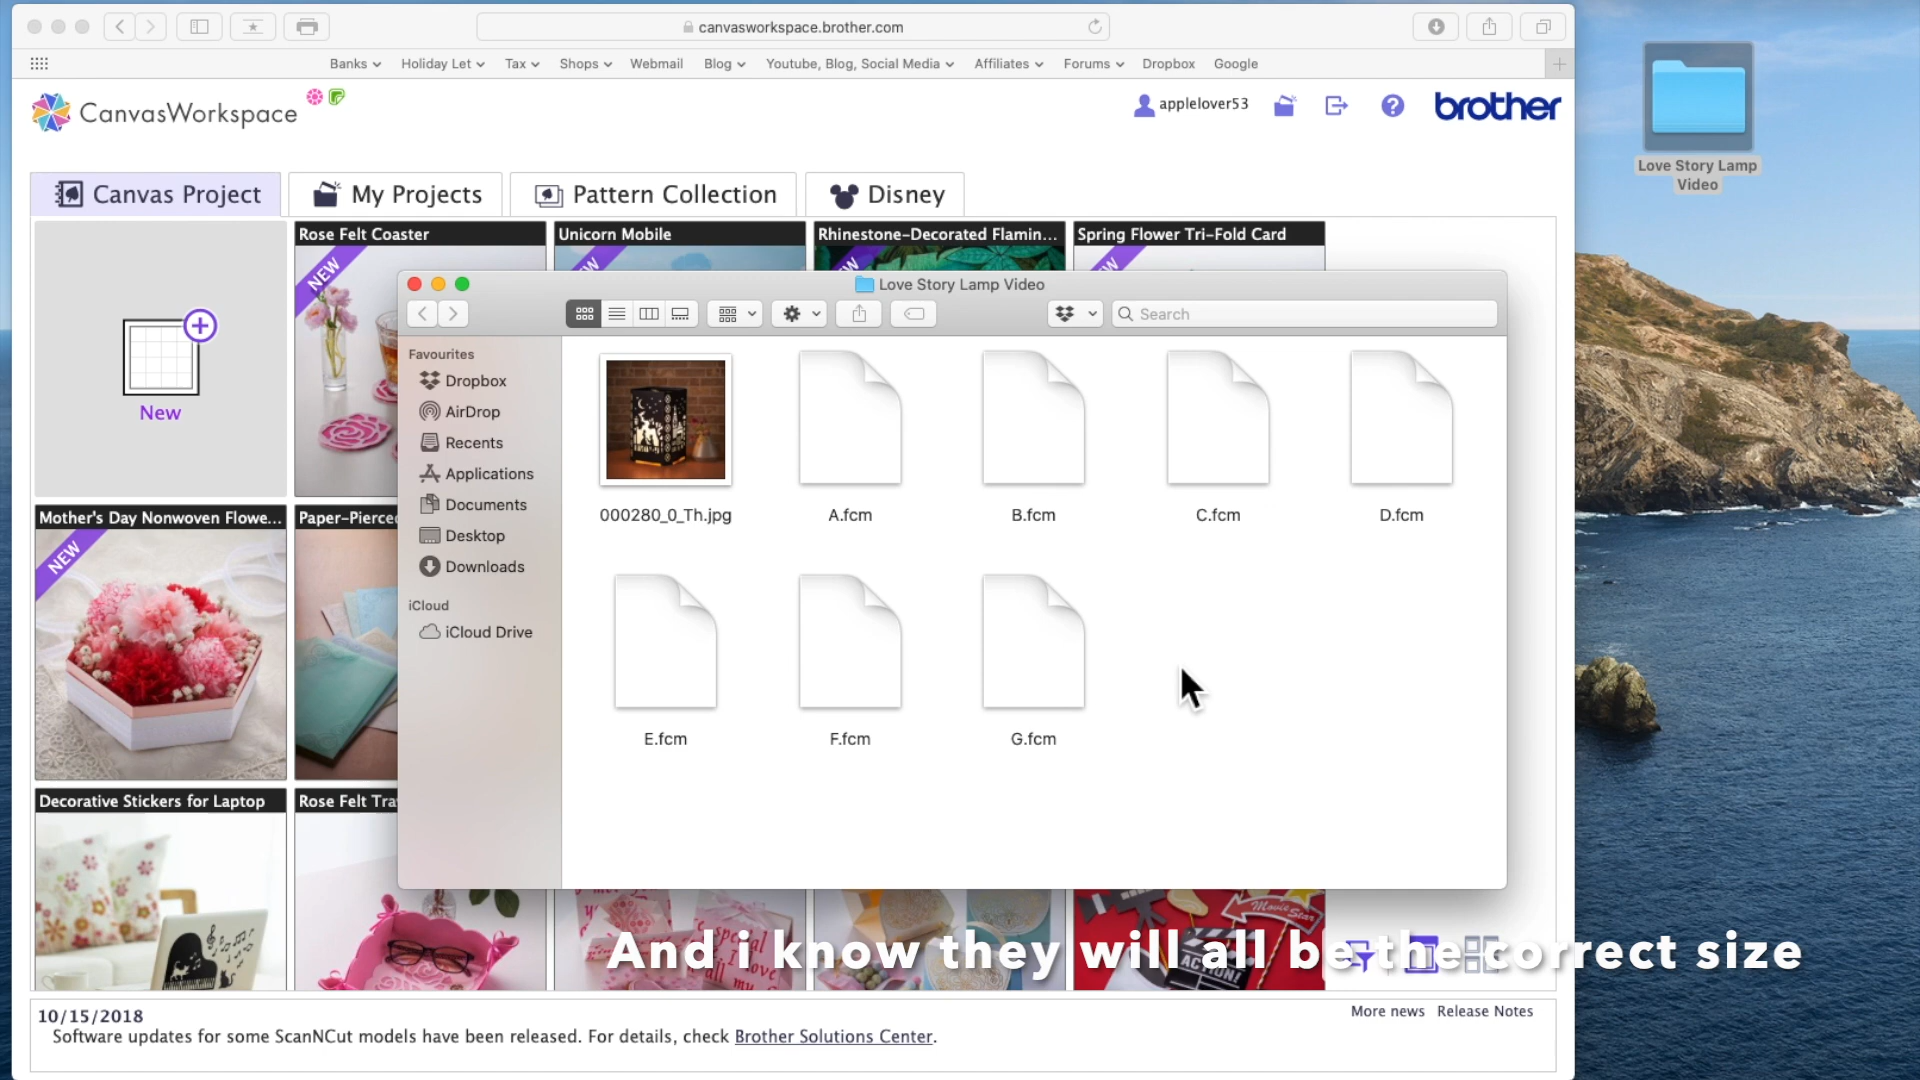 canvasworkspace.brother.com
Banks Holiday Let Tax Shops Webmail Blog Youtube, Blog, Social Media Affiliates Forums Dropbox Google
CanvasWorkspace
applelover53
brother
Love Story Lamp
Video
Canvas Project
My Projects
Pattern Collection
Disney
Rose Felt Coaster
Unicorn Mobile
Rhinestone-Decorated Flamin...
Spring Flower Tri-Fold Card
NEW
New
Love Story Lamp Video
Search
Favourites
Dropbox
AirDrop
Recents
Applications
Documents
Desktop
Downloads
iCloud
iCloud Drive
000280_0_Th.jpg
A.fcm
B.fcm
C.fcm
D.fcm
E.fcm
F.fcm
G.fcm
Mother's Day Nonwoven Flowe...
NEW
Decorative Stickers for Laptop
Movie Star
ACTION!
And i know they will all be the correct size
10/15/2018
More news Release Notes
Software updates for some ScanNCut models have been released. For details, check Brother Solutions Center.